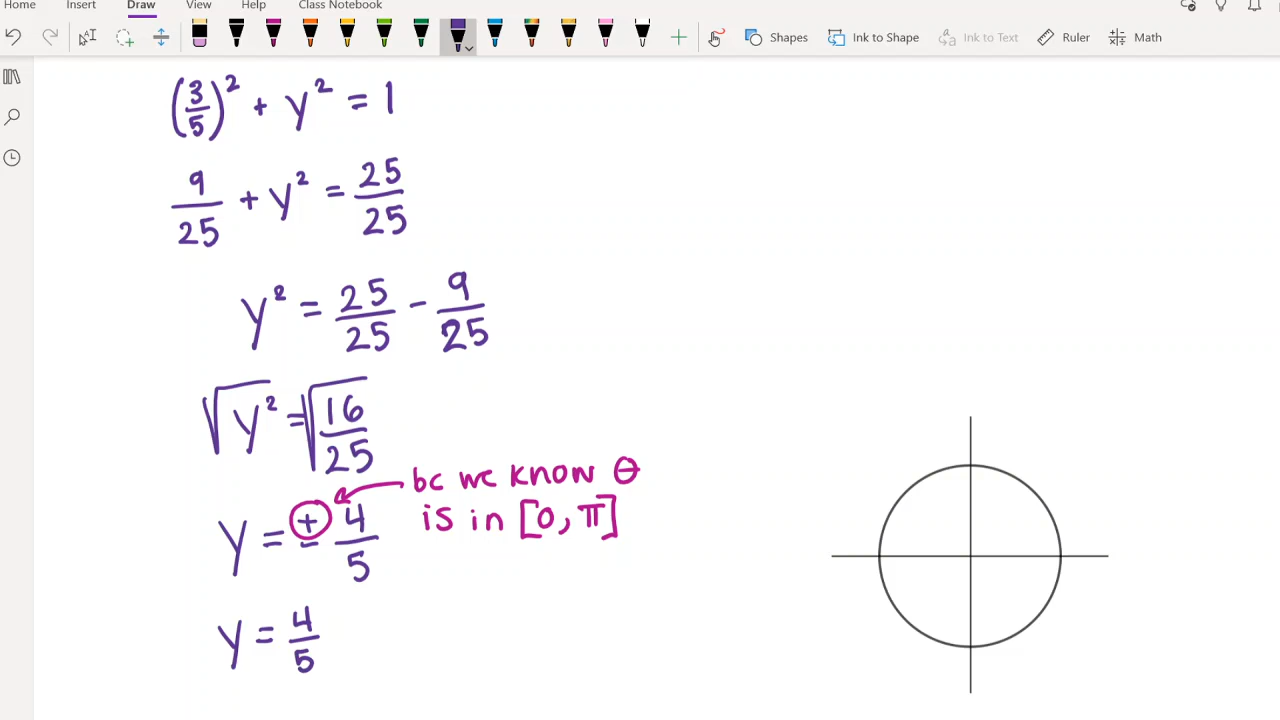 Home Insert Draw View Help Class Notebook
Shapes Ink to Shape Ink to Text Ruler Math
(3/5)² + y² = 1
9/25 + y² = 25/25
y² = 25/25 - 9/25
√y² = √16/25
bc we know θ
is in [0, π]
y = ± 4/5
y = 4/5